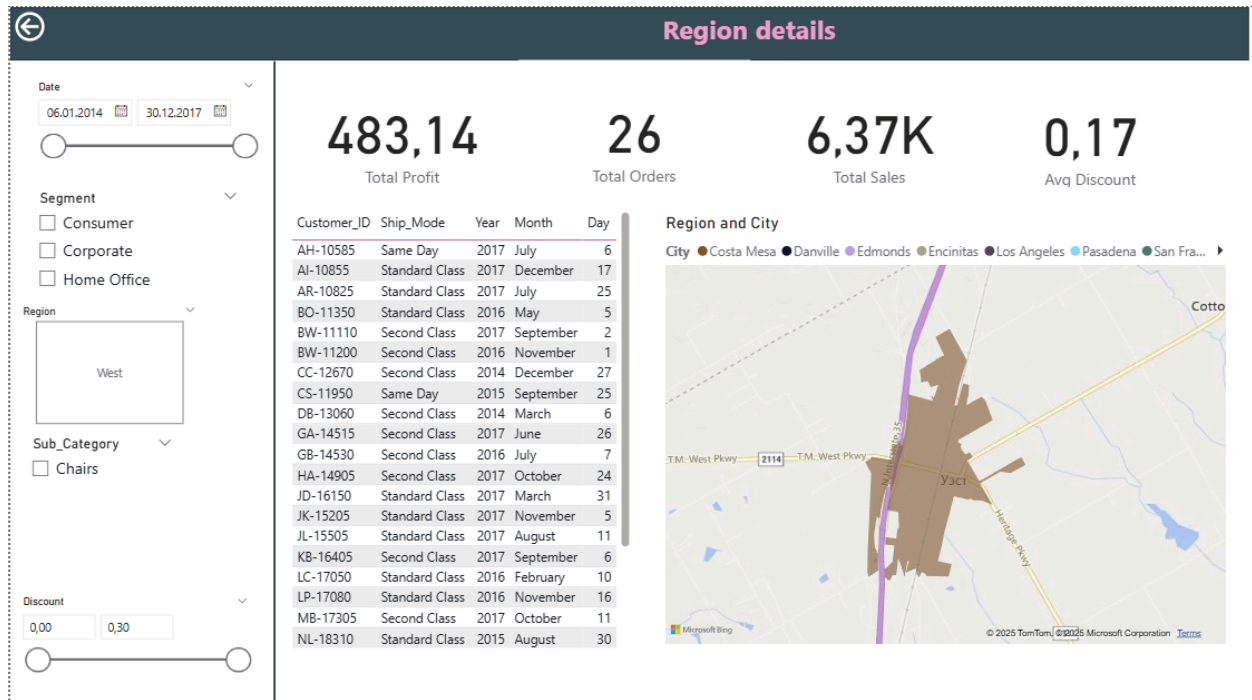 Region details
Date
06.01.2014 30.12.2017
Segment
Consumer
Corporate
Home Office
Region
West
Sub_Category
Chairs
Discount
0,00 0,30
483,14
Total Profit
26
Total Orders
6,37K
Total Sales
0,17
Avg Discount
Customer_ID Ship_Mode Year Month Day
AH-10585 Same Day 2017 July 6
AI-10855 Standard Class 2017 December 17
AR-10825 Standard Class 2017 July 25
BO-11350 Standard Class 2016 May 5
BW-11110 Second Class 2017 September 2
BW-11200 Second Class 2016 November 1
CC-12670 Second Class 2014 December 27
CS-11950 Same Day 2015 September 25
DB-13060 Second Class 2014 March 6
GA-14515 Second Class 2017 June 26
GB-14530 Second Class 2016 July 7
HA-14905 Second Class 2017 October 24
JD-16150 Standard Class 2017 March 31
JK-15205 Standard Class 2017 November 5
JL-15505 Standard Class 2017 August 11
KB-16405 Second Class 2017 September 6
LC-17050 Standard Class 2016 February 10
LP-17080 Standard Class 2016 November 16
MB-17305 Second Class 2017 October 11
NL-18310 Standard Class 2015 August 30
Region and City
City Costa Mesa Danville Edmonds Encinitas Los Angeles Pasadena San Fra...
Cotto
N Interstate 35
T.M. West Pkwy 2114 T.M. West Pkwy
Уэст
Heritage Pkwy
Microsoft Bing
© 2025 TomTom, © 2025 Microsoft Corporation Terms